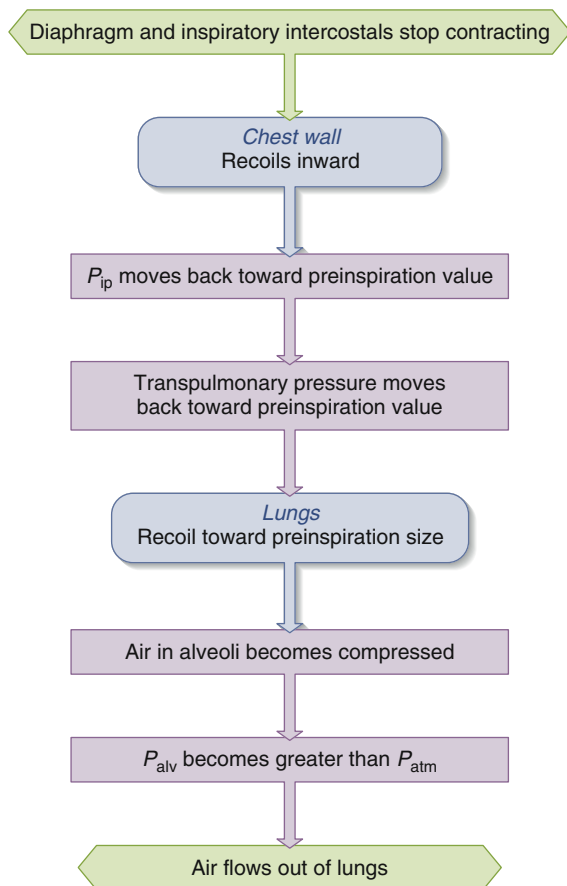 Diaphragm and inspiratory intercostals stop contracting
Chest wall
Recoils inward
Pip moves back toward preinspiration value
Transpulmonary pressure moves
back toward preinspiration value
Lungs
Recoil toward preinspiration size
Air in alveoli becomes compressed
Palv becomes greater than Patm
Air flows out of lungs